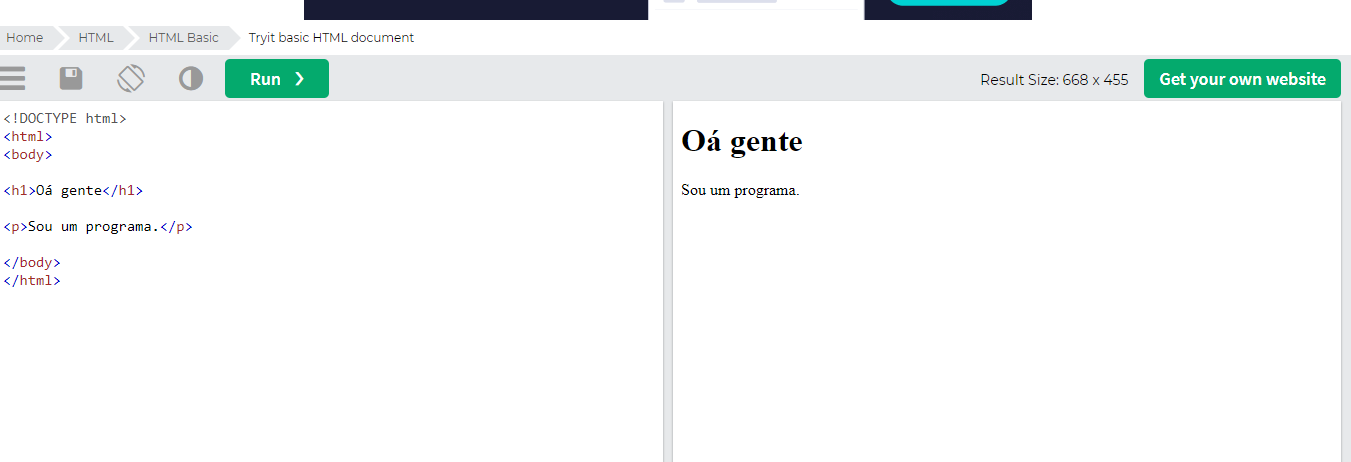 Home HTML HTML Basic Tryit basic HTML document
Run ❯ Result Size: 668 x 455 Get your own website
<!DOCTYPE html>
<html>
<body>
<h1>Oá gente</h1>
<p>Sou um programa.</p>
</body>
</html>
Oá gente
Sou um programa.